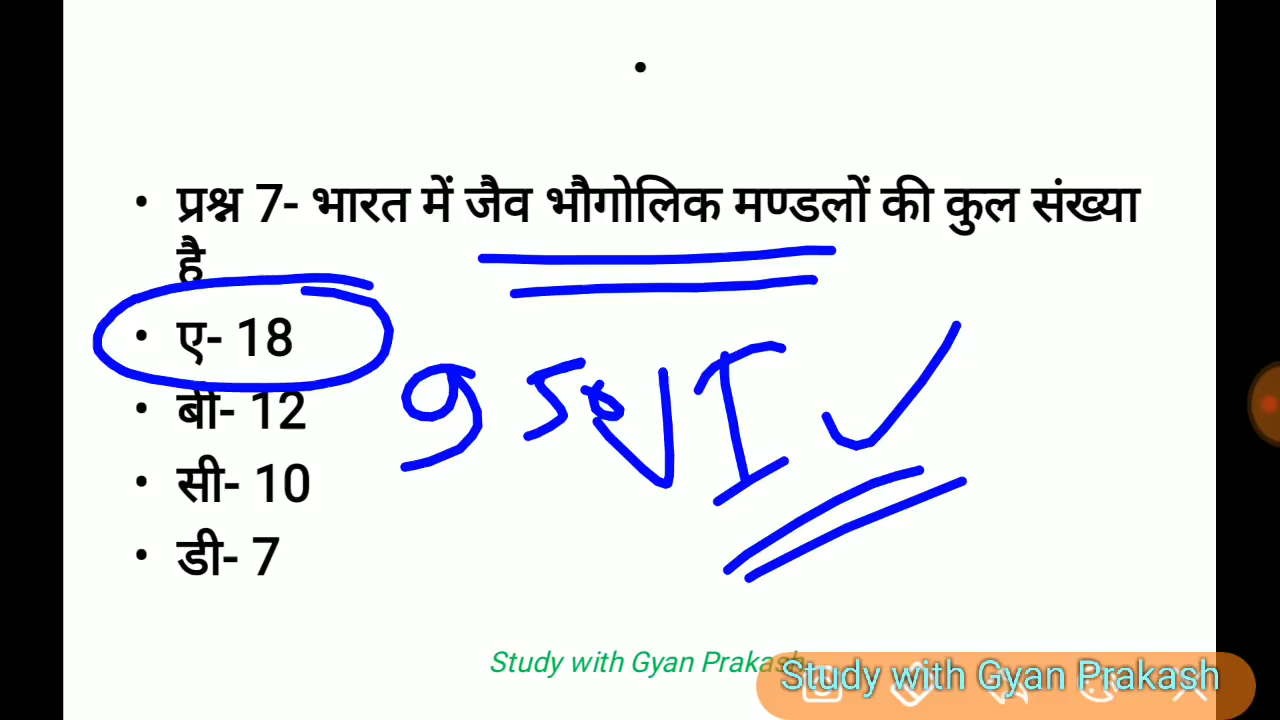 •
• प्रश्न 7- भारत में जैव भौगोलिक मण्डलों की कुल संख्या
है
• ए- 18
• बी- 12
• सी- 10
• डी- 7
Study with Gyan Prakash
Study with Gyan Prakash